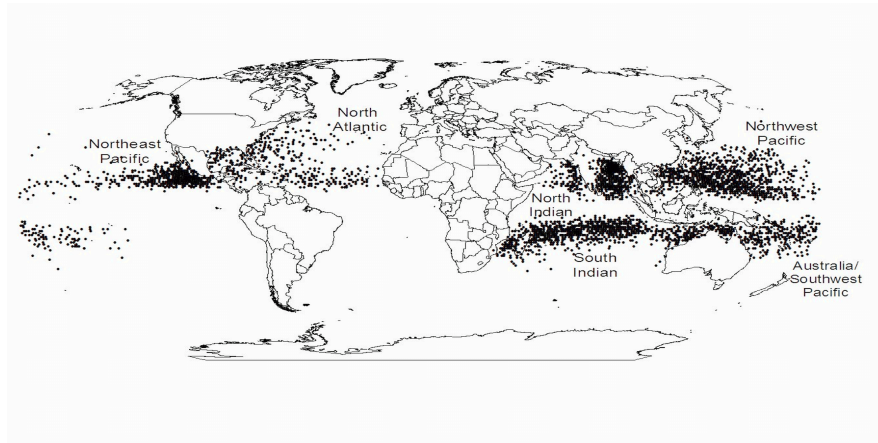 North
Atlantic
Northeast
Pacific
Northwest
Pacific
North
Indian
South
Indian
Australia/
Southwest
Pacific